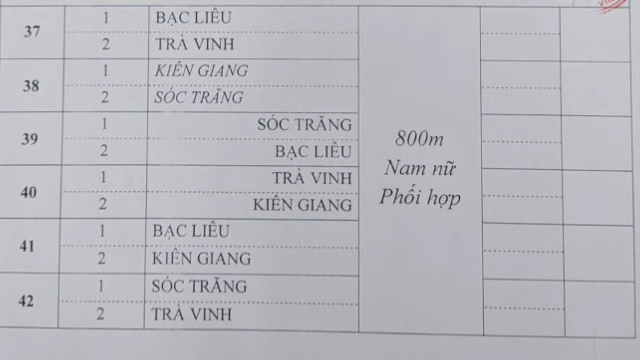 37
1 BẠC LIÊU
2 TRÀ VINH
38
1 KIÊN GIANG
2 SÓC TRĂNG
39
1 SÓC TRĂNG
2 BẠC LIÊU
40
1 TRÀ VINH
2 KIÊN GIANG
41
1 BẠC LIÊU
2 KIÊN GIANG
42
1 SÓC TRĂNG
2 TRÀ VINH
800m
Nam nữ
Phối hợp